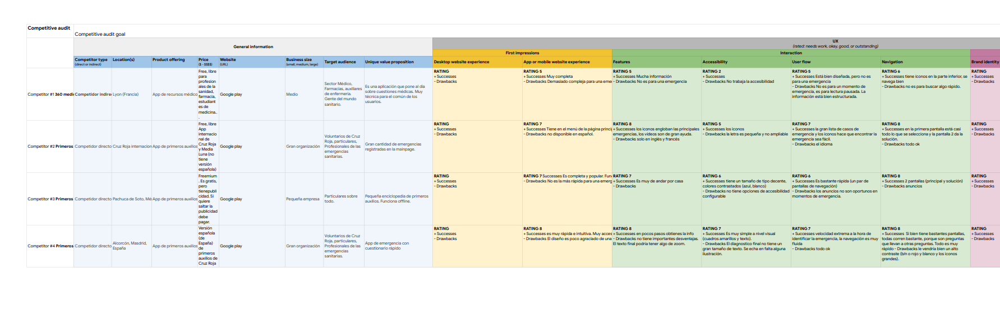 Competitive audit
Competitive audit goal
General information
UX
(rated: needs work, okay, good, or outstanding)
First impressions
Interaction
Competitor type
(direct or indirect)
Location(s)
Product offering
Price
($ - $$$$)
Website
(URL)
Business size
(small, medium, large)
Target audience
Unique value proposition
Desktop website experience
App or mobile website experience
Features
Accessibility
User flow
Navigation
Brand identity
Competitor #1 360 medi
Competidor indirec
Lyon (Francia)
App de recursos médico
Free, libre
para
profesion
ales de la
sanidad,
farmacia,
estudiant
es de
medicina..
.
Google play
Medio
Sector Médico,
Farmacias, auxiliares
de enfermería.
Gente del mundo
sanitario.
Es una aplicación que pone al día
sobre cuestiones médicas. Muy
técnica para el común de los
usuarios.
RATING
+ Successes
- Drawbacks
RATING 5
+ Successes Muy completa
- Drawbacks Demasiado compleja para una emer
RATING 5
+ Successes Mucha información
- Drawbacks No es para una emergencia
RATING 2
+ Successes
- Drawbacks No trabaja la accesibilidad
RATING 5
+ Successes Está bien diseñada, pero no es
para una emergencia
- Drawbacks No es para un momento de
emergencia, es para lectura pausada. La
información está bien estructurada.
RATING 6
+ Successes tiene iconos en la parte inferior, se
navega bien
- Drawbacks no es para buscar algo rápido.
RATING
+ Successes
- Drawbacks
Competitor #2 Primeros
Competidor directo
Cruz Roja internacion
App de primeros auxilios
Free, libre
App
internacio
nal de
Cruz Roja
y Media
Luna (no
tiene
versión
española)
Google play
Gran organización
Voluntarios de Cruz
Roja, particulares,
Profesionales de las
emergencias
sanitarias.
Gran cantidad de emergencias
registradas en la mainpage.
RATING
+ Successes
- Drawbacks
RATING 7
+ Successes Tiene en el menú de la página princip
- Drawbacks no disponible en español.
RATING 8
+ Successes los iconos engloban las principales
emergencias, los vídeos son de gran ayuda.
- Drawbacks solo en inglés y francés
RATING 5
+ Successes los iconos
- Drawbacks la letra es pequeña y no ampliable
RATING 7
+ Successes la gran lista de casos de
emergencia y los iconos hace que encontrar la
emergencia sea fácil.
- Drawbacks el idioma
RATING 8
+ Successes en la primera pantalla está casi
todo lo que se selecciona y la pantalla 2 da la
solución.
- Drawbacks todo ok
RATING
+ Successes
- Drawbacks
Competitor #3 Primeros
Competidor directo
Pachuca de Soto, Mé
App de primeros auxilios
Freemium
. Es gratis,
pero
tienepubli
cidad. Si
quiere
saltar la
publicidad
debe
pagar.
Google play
Pequeña empresa
Particulares sobre
todo.
Pequeña enciclopedia de primeros
auxilios. Funciona offline.
RATING
+ Successes
- Drawbacks
RATING 7 Successes Es completa y popular. Fun
- Drawbacks No es la más rápida para una emerg
RATING 7
+ Successes Es muy de andar por casa
- Drawbacks
RATING 6
+ Successes tiene un tamaño de tipo decente,
colores contrastados (azul, blanco)
- Drawbacks no tiene opciones de accesibilidad
configurable
RATING 6
+ Successes Es bastante rápida (un par de
pantallas de navegación)
- Drawbacks los anuncios no son oportunos en
momentos de emergencia.
RATING 8
+ Successes 2 pantallas (principal y solución)
- Drawbacks anuncios
RATING
+ Successes
- Drawbacks
Competitor #4 Primeros
Competidor directo
Alcorcón, Masdrid,
España
App de primeros auxilios
Versión
española
(de
España)
de
primeros
auxilios de
Cruz Roja
Google play
Gran organización
Voluntarios de Cruz
Roja, particulares,
Profesionales de las
emergencias
sanitarias.
App de emergencia con
cuestionario rápido
RATING
+ Successes
- Drawbacks
RATING 8
+ Successes es muy rápida e intuitiva. Muy acces
- Drawbacks El diseño es poco agraciado de una
RATING 8
+ Successes en pocos pasos obtienes la info
- Drawbacks no tiene importantes desventajas.
El texto final podría tener algo de zoom.
RATING 7
+ Successes Es muy simple a nivel visual
(cuadros amarillos y texto).
- Drawbacks El diagnostico final no tiene un
gran tamaño de texto. Se echa en falta alguna
ilustración.
RATING 7
+ Successes velocidad extrema a la hora de
identificar la emergencia, la navegación es muy
fluida
- Drawbacks todo ok
RATING 8
+ Successes Si bien tiene bastantes pantallas,
todas corren bastante, porque son preguntas
que llevan a otras preguntas. Todo es muy
rápido - Drawbacks le vendría bien un alto
contraste (b/n o rojo y blanco y los iconos
grandes).
RATING
+ Successes
- Drawbacks